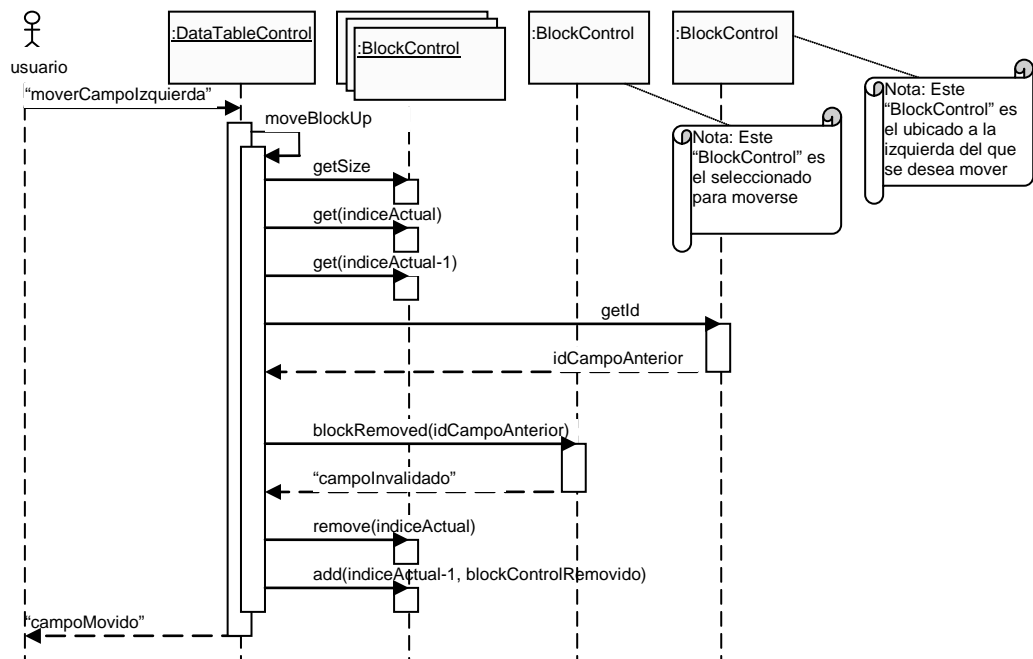 usuario
:DataTableControl
:BlockControl
:BlockControl
:BlockControl
“moverCampoIzquierda”
moveBlockUp
Nota: Este
“BlockControl” es
el seleccionado
para moverse
Nota: Este
“BlockControl” es
el ubicado a la
izquierda del que
se desea mover
getSize
get(indiceActual)
get(indiceActual-1)
getId
idCampoAnterior
blockRemoved(idCampoAnterior)
“campoInvalidado”
remove(indiceActual)
add(indiceActual-1, blockControlRemovido)
“campoMovido”